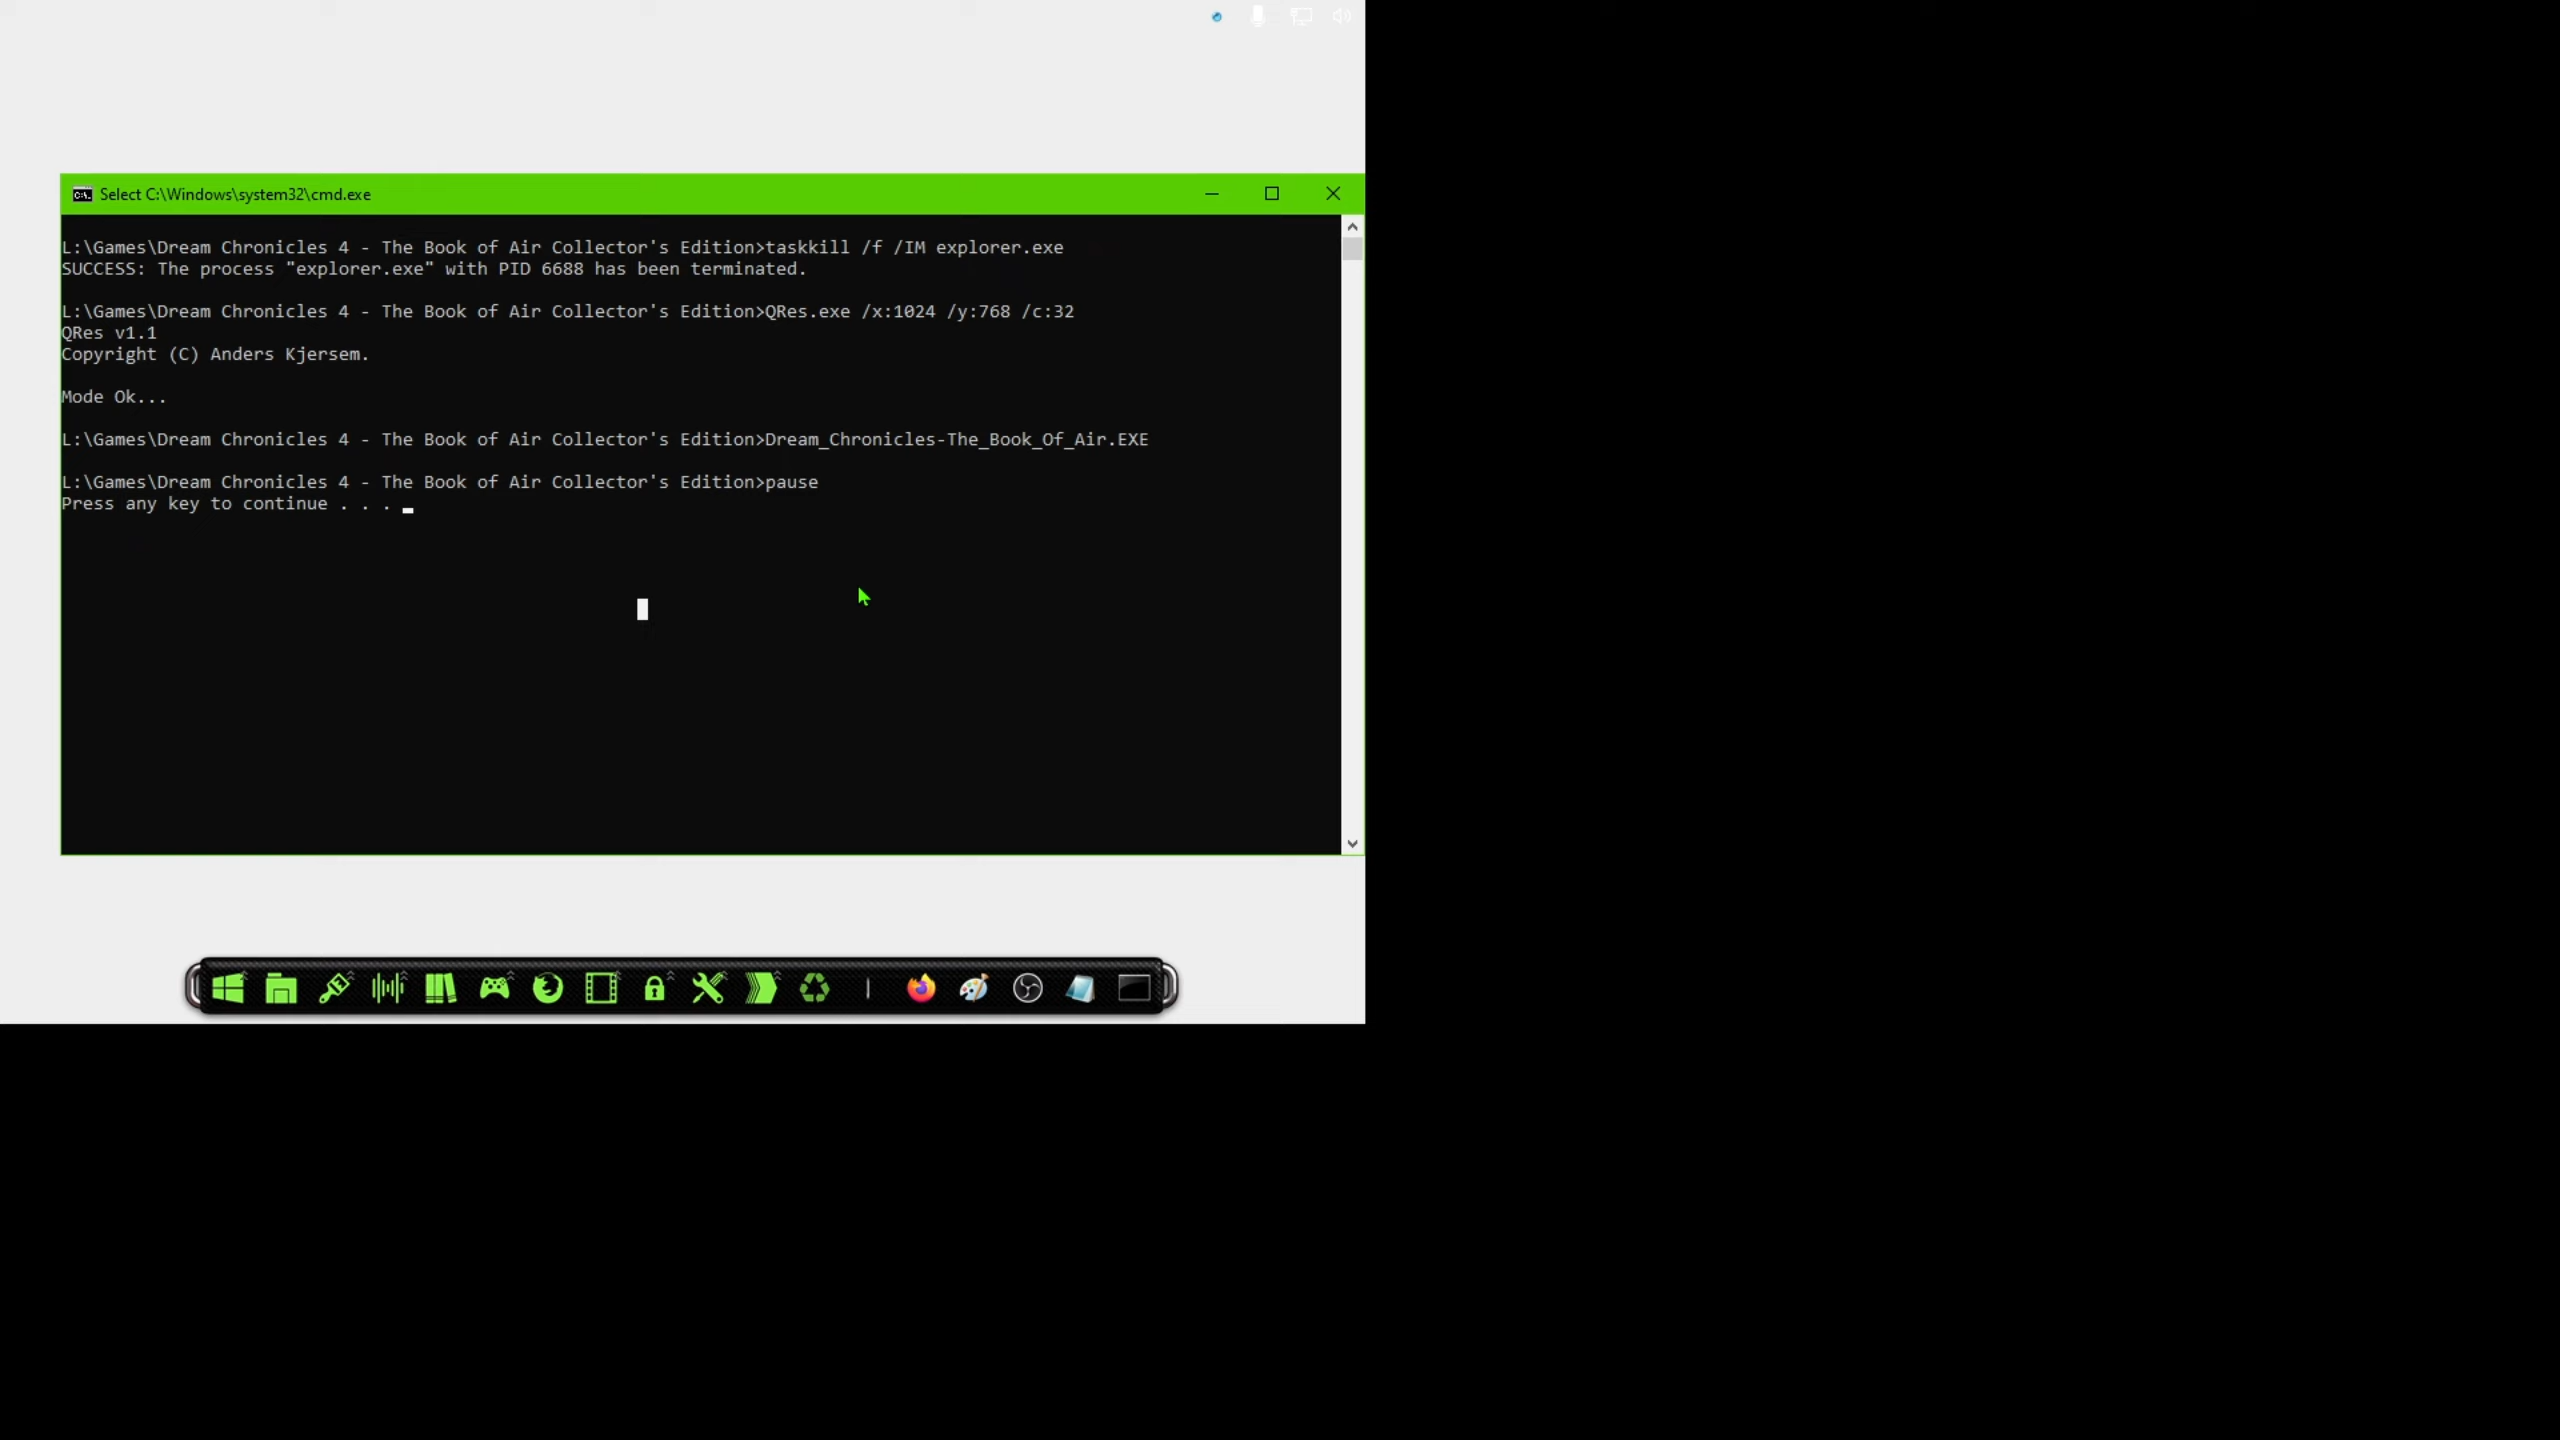 Select C:\Windows\system32\cmd.exe
L:\Games\Dream Chronicles 4 - The Book of Air Collector's Edition>taskkill /f /IM explorer.exe
SUCCESS: The process "explorer.exe" with PID 6688 has been terminated.
L:\Games\Dream Chronicles 4 - The Book of Air Collector's Edition>QRes.exe /x:1024 /y:768 /c:32
QRes v1.1
Copyright (C) Anders Kjersem.
Mode Ok...
L:\Games\Dream Chronicles 4 - The Book of Air Collector's Edition>Dream_Chronicles-The_Book_Of_Air.EXE
L:\Games\Dream Chronicles 4 - The Book of Air Collector's Edition>pause
Press any key to continue . . .